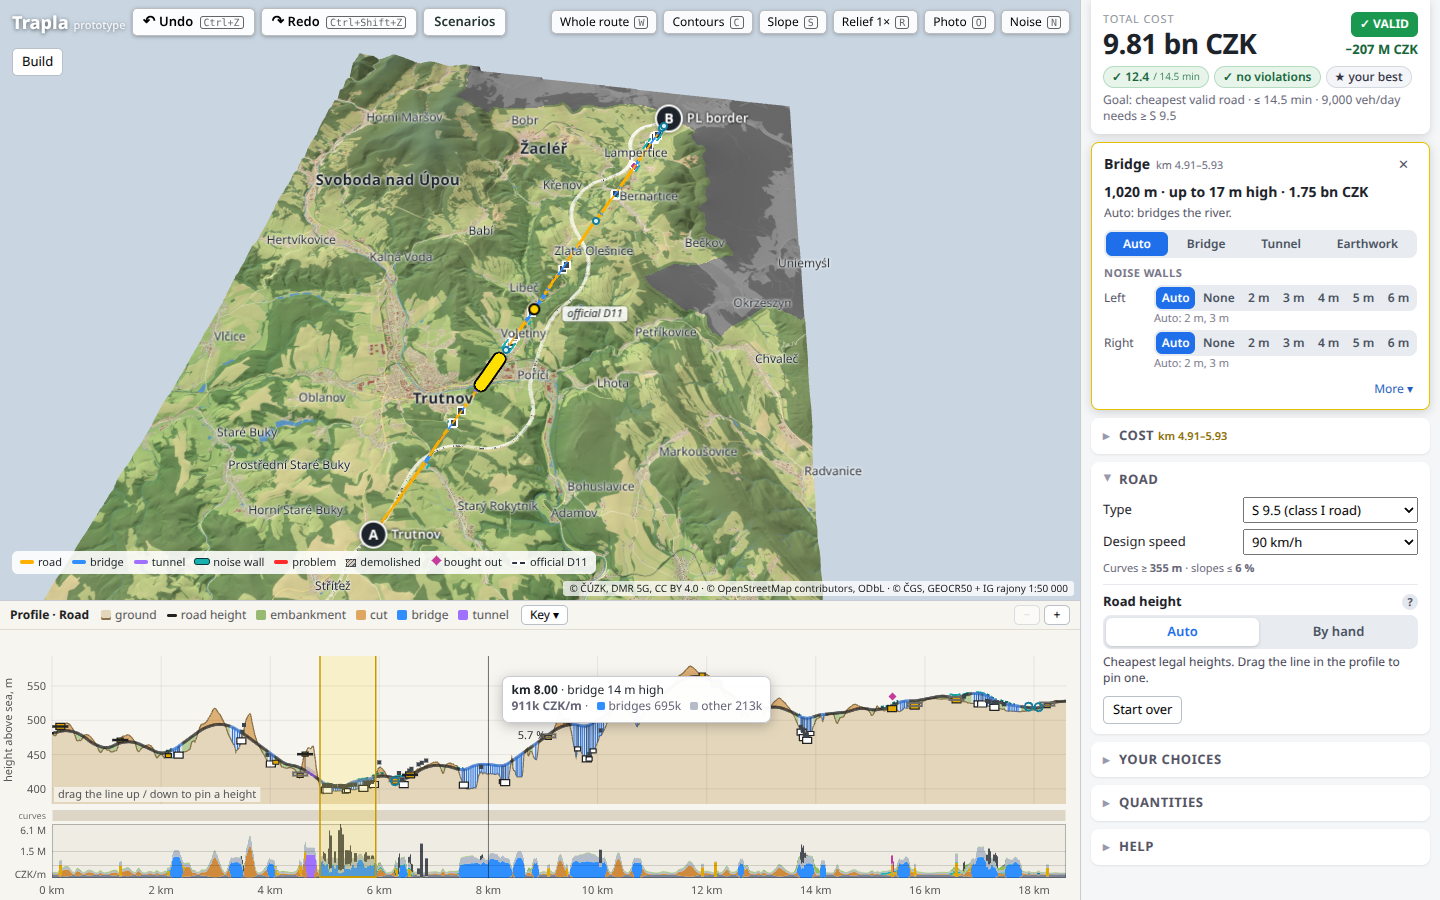 Trapla prototype
↶ Undo Ctrl+Z
↷ Redo Ctrl+Shift+Z
Scenarios
Whole route W
Contours C
Slope S
Relief 1× R
Photo O
Noise N
Build
Horní Maršov
Bobr
B PL border
Žacléř
Lampertice
Svoboda nad Úpou
Křenov
Bernartice
Babí
Hertvíkovice
Zlatá Olešnice
Bečkov
Kalná Voda
Uniemyśl
Libeč
Okrzeszyn
official D11
Vlčice
Voletiny
Petříkovice
Chvaleč
Poříčí
Lhota
Oblanov
Trutnov
Staré Buky
Markoušovice
Prostřední Staré Buky
Radvanice
Bohuslavice
Horní Staré Buky
Starý Rokytník
Adamov
A Trutnov
road
bridge
tunnel
noise wall
problem
demolished
bought out
official D11
Střítež
© ČÚZK, DMR 5G, CC BY 4.0 · © OpenStreetMap contributors, ODbL · © ČGS, GEOCR50 + IG rajony 1:50 000
Profile · Road
ground
road height
embankment
cut
bridge
tunnel
Key ▾
−
+
height above sea, m
550
500
450
400
5.7 %
km 8.00 · bridge 14 m high
911k CZK/m · bridges 695k other 213k
drag the line up / down to pin a height
curves
6.1 M
1.5 M
CZK/m
0 km
2 km
4 km
6 km
8 km
10 km
12 km
14 km
16 km
18 km
TOTAL COST
✓ VALID
9.81 bn CZK
−207 M CZK
✓ 12.4 / 14.5 min
✓ no violations
★ your best
Goal: cheapest valid road · ≤ 14.5 min · 9,000 veh/day
needs ≥ S 9.5
Bridge km 4.91–5.93
✕
1,020 m · up to 17 m high · 1.75 bn CZK
Auto: bridges the river.
Auto
Bridge
Tunnel
Earthwork
NOISE WALLS
Left Auto None 2 m 3 m 4 m 5 m 6 m
Auto: 2 m, 3 m
Right Auto None 2 m 3 m 4 m 5 m 6 m
Auto: 2 m, 3 m
More ▾
▸ COST km 4.91–5.93
▾ ROAD
Type S 9.5 (class I road)
Design speed 90 km/h
Curves ≥ 355 m · slopes ≤ 6 %
Road height ?
Auto
By hand
Cheapest legal heights. Drag the line in the profile to
pin one.
Start over
▸ YOUR CHOICES
▸ QUANTITIES
▸ HELP